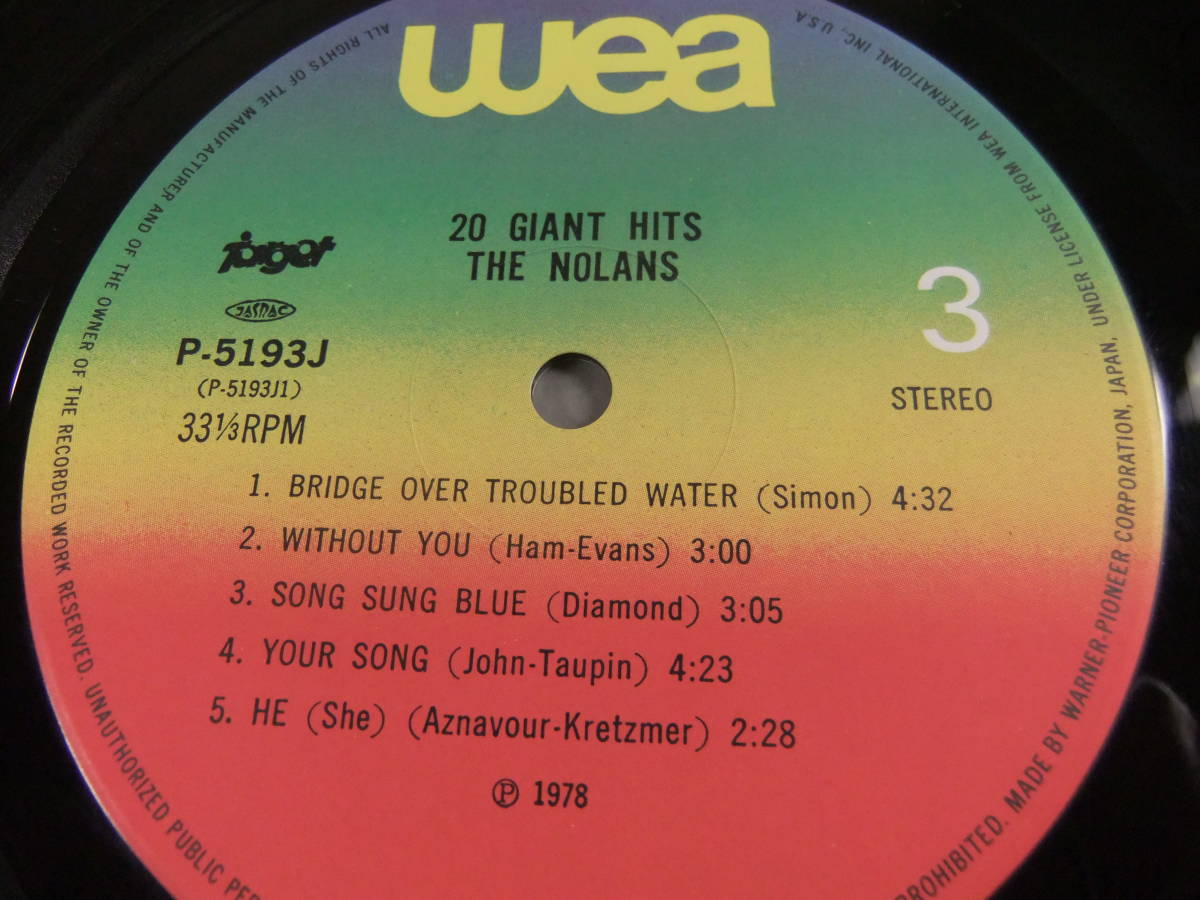 wea
20 GIANT HITS
THE NOLANS
Target
JASRAC
3
P-5193J
(P-5193J1)
STEREO
33⅓RPM
1. BRIDGE OVER TROUBLED WATER (Simon) 4:32
2. WITHOUT YOU (Ham-Evans) 3:00
3. SONG SUNG BLUE (Diamond) 3:05
4. YOUR SONG (John-Taupin) 4:23
5. HE (She) (Aznavour-Kretzmer) 2:28
Ⓟ 1978
ALL RIGHTS OF THE MANUFACTURER AND OF THE OWNER OF THE RECORDED WORK RESERVED. UNAUTHORIZED PUBLIC PER
PROHIBITED. MADE BY WARNER-PIONEER CORPORATION, JAPAN, UNDER LICENSE FROM WEA INTERNATIONAL INC., U.S.A